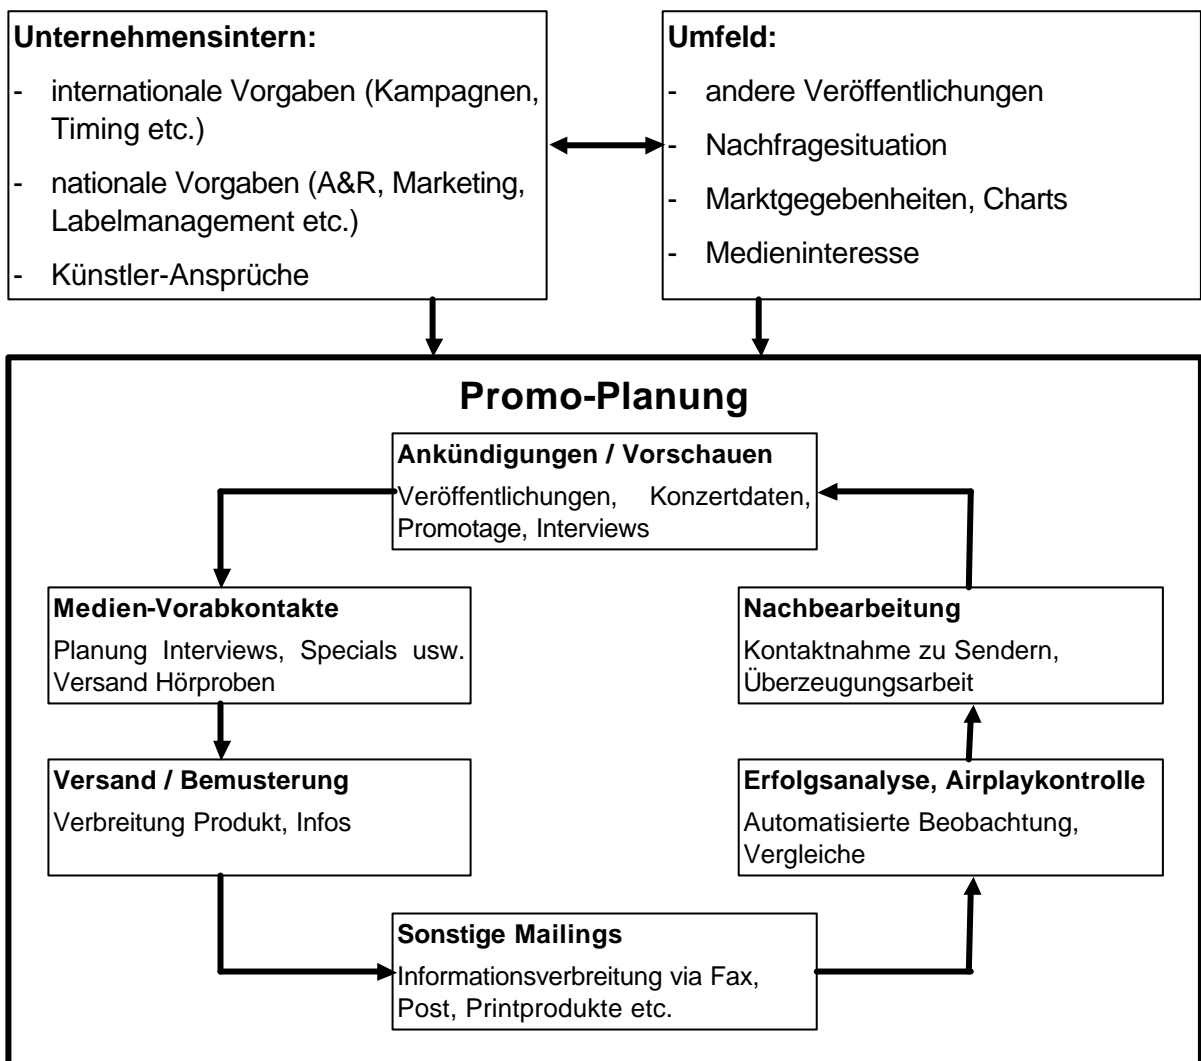 Unternehmensintern:
- internationale Vorgaben (Kampagnen,
Timing etc.)
- nationale Vorgaben (A&R, Marketing,
Labelmanagement etc.)
- Künstler-Ansprüche
Umfeld:
- andere Veröffentlichungen
- Nachfragesituation
- Marktgegebenheiten, Charts
- Medieninteresse
Promo-Planung
Ankündigungen / Vorschauen
Veröffentlichungen, Konzertdaten,
Promotage, Interviews
Medien-Vorabkontakte
Planung Interviews, Specials usw.
Versand Hörproben
Versand / Bemusterung
Verbreitung Produkt, Infos
Sonstige Mailings
Informationsverbreitung via Fax,
Post, Printprodukte etc.
Erfolgsanalyse, Airplaykontrolle
Automatisierte Beobachtung,
Vergleiche
Nachbearbeitung
Kontaktnahme zu Sendern,
Überzeugungsarbeit